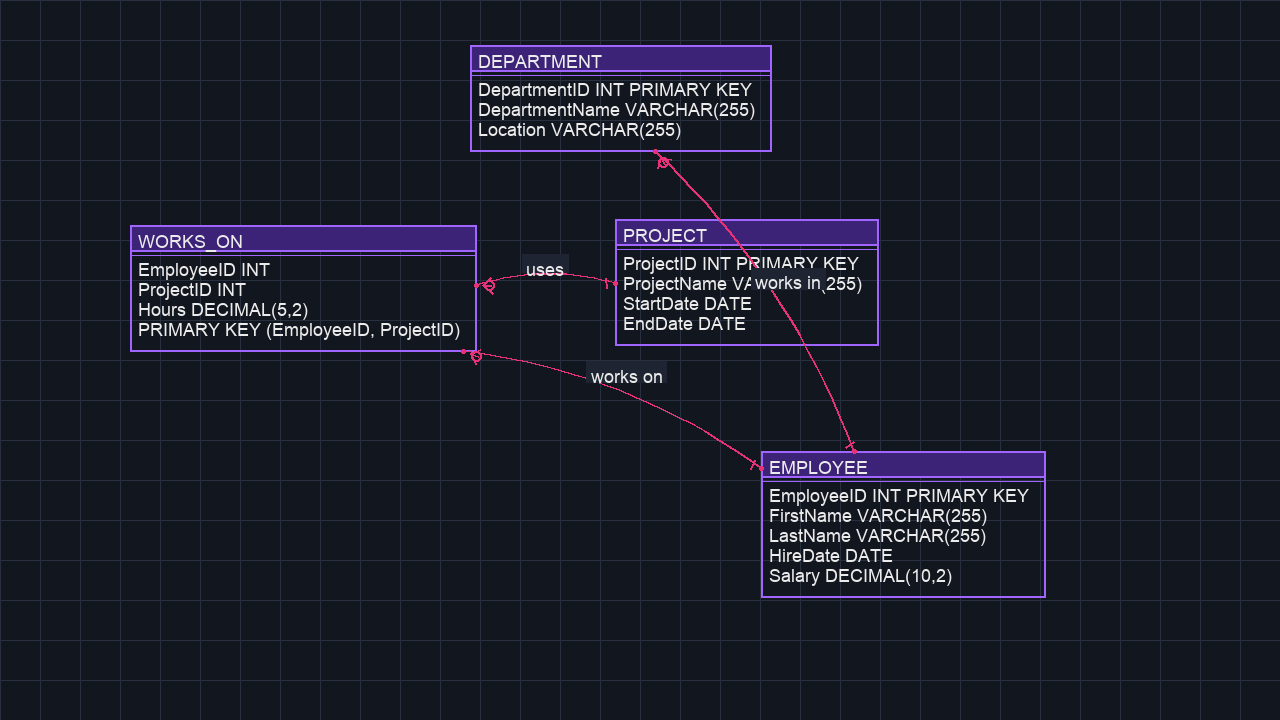 DEPARTMENT
DepartmentID INT PRIMARY KEY
DepartmentName VARCHAR(255)
Location VARCHAR(255)
WORKS_ON
EmployeeID INT
ProjectID INT
Hours DECIMAL(5,2)
PRIMARY KEY (EmployeeID, ProjectID)
uses
PROJECT
ProjectID INT PRIMARY KEY
ProjectName VA (255)
works in
StartDate DATE
EndDate DATE
works on
EMPLOYEE
EmployeeID INT PRIMARY KEY
FirstName VARCHAR(255)
LastName VARCHAR(255)
HireDate DATE
Salary DECIMAL(10,2)